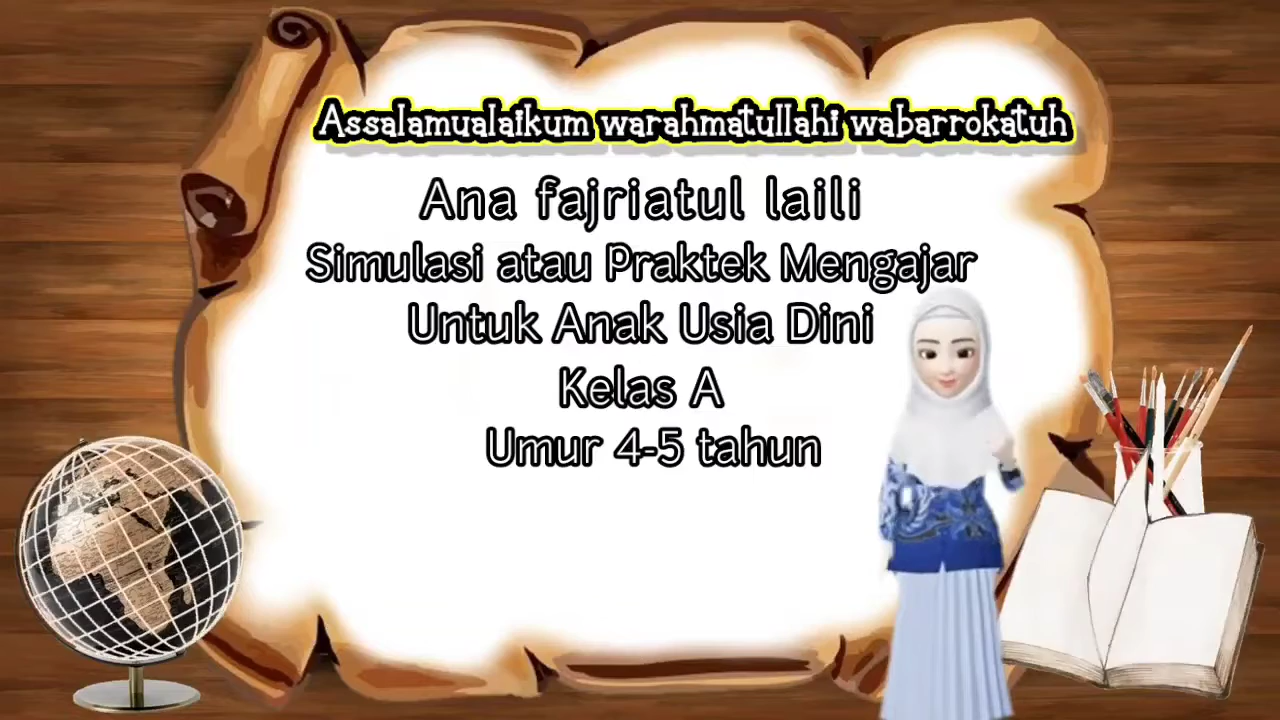 Assalamualaikum warahmatullahi wabarrokatuh
Ana fajriatul laili
Simulasi atau Praktek Mengajar
Untuk Anak Usia Dini
Kelas A
Umur 4-5 tahun